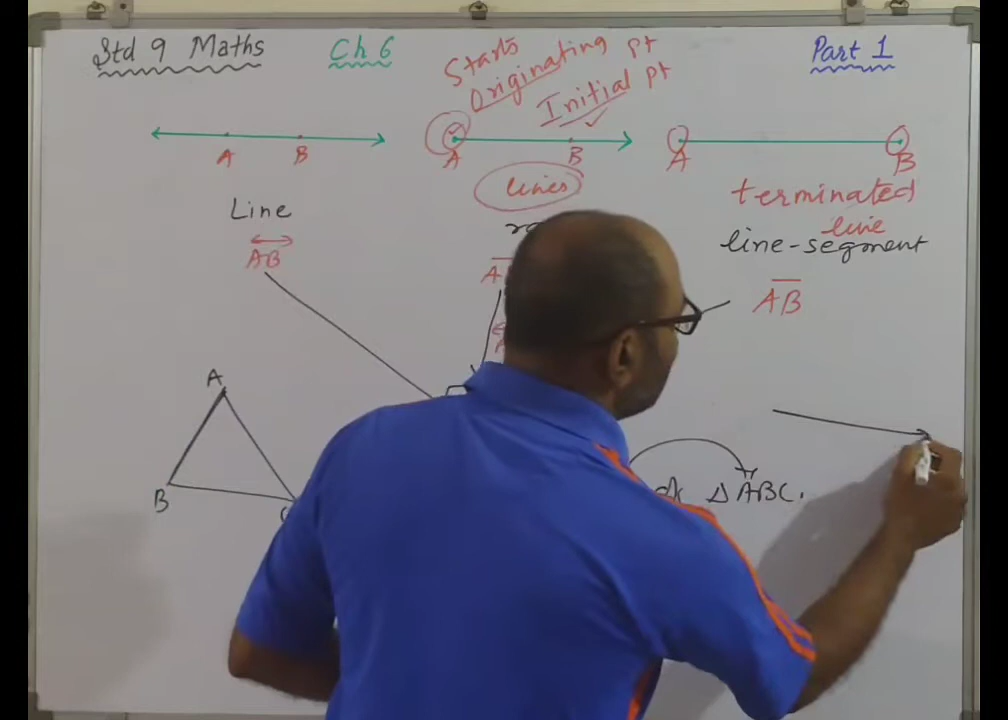 Std 9 Maths
Ch 6
Part 1
Starts
Originating pt
Initial pt
A B
A B
A B
Line
AB
lines
terminated
line
line-segment
AB
A
B
Δ ABC.